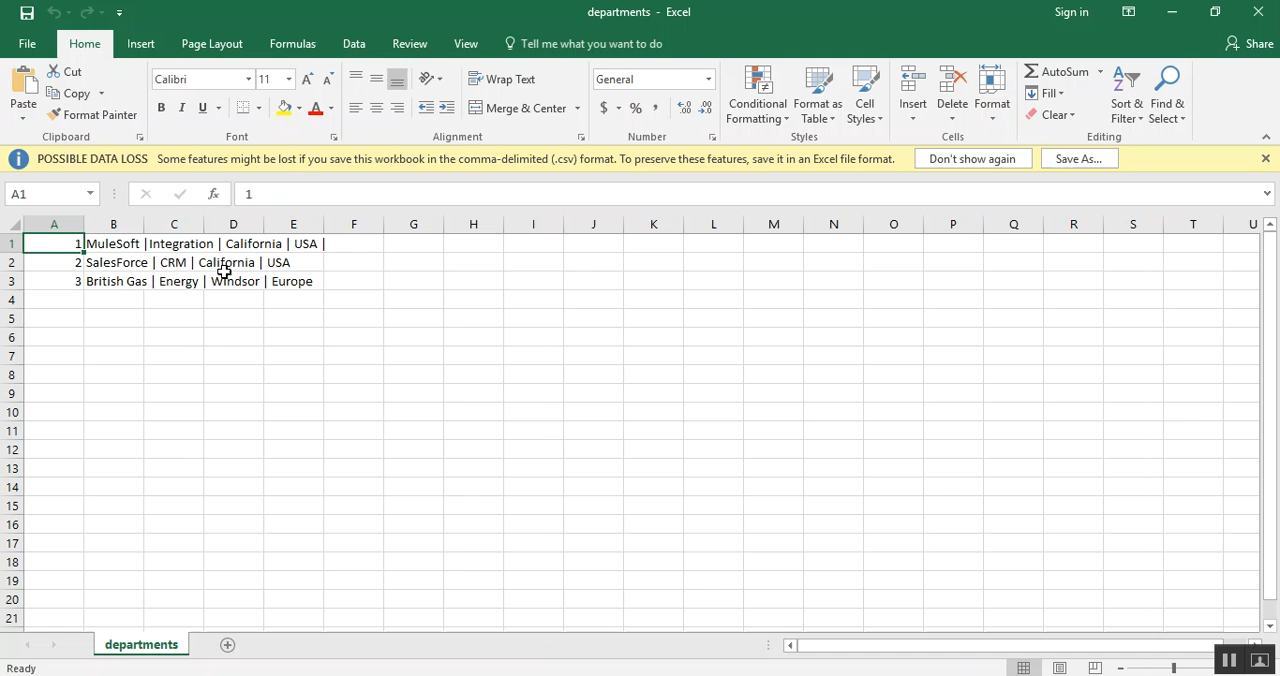 departments - Excel
Sign in
File Home Insert Page Layout Formulas Data Review View Tell me what you want to do Share
Paste
Cut
Copy
Format Painter
Clipboard
Calibri 11
B I U
A A
Font
Wrap Text
Merge & Center
Alignment
General
$ % ,
Number
Conditional Formatting
Format as Table
Cell Styles
Styles
Insert
Delete
Format
Cells
AutoSum
Fill
Clear
Sort & Filter
Find & Select
Editing
POSSIBLE DATA LOSS Some features might be lost if you save this workbook in the comma-delimited (.csv) format. To preserve these features, save it in an Excel file format. Don't show again Save As...
A1 fx 1
A B C D E F G H I J K L M N O P Q R S T U
1 1 MuleSoft |Integration | California | USA |
2 2 SalesForce | CRM | California | USA
3 3 British Gas | Energy | Windsor | Europe
4
5
6
7
8
9
10
11
12
13
14
15
16
17
18
19
20
21
departments
Ready